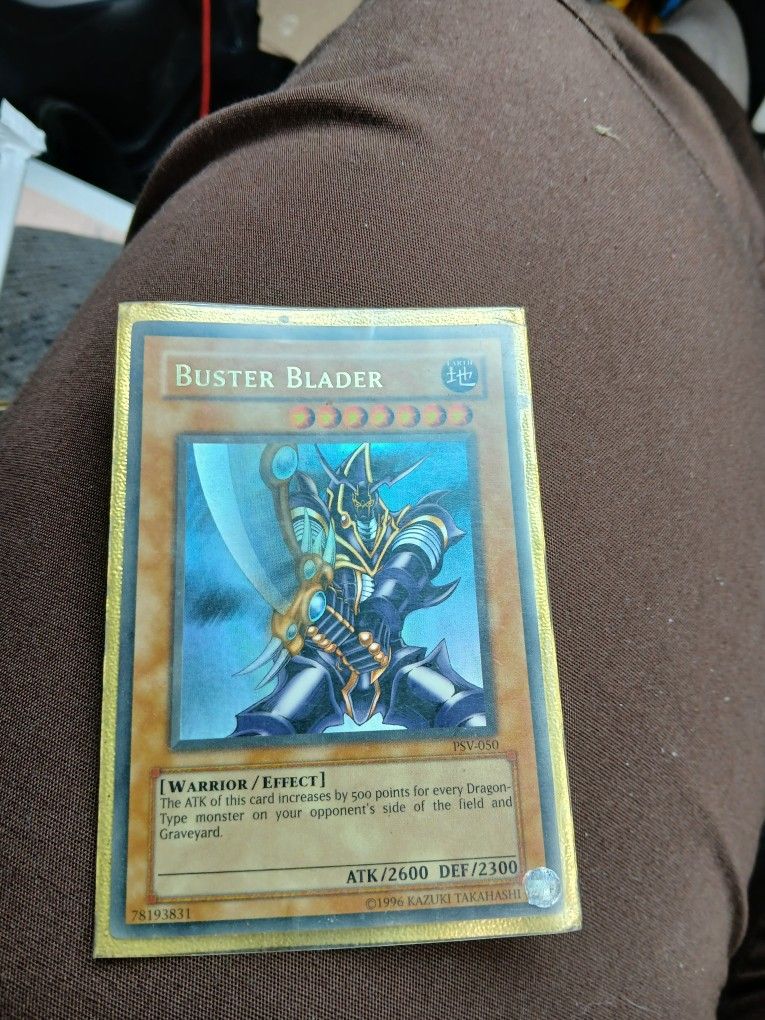 BUSTER BLADER
EARTH
地
PSV-050
[WARRIOR/EFFECT]
The ATK of this card increases by 500 points for every Dragon-
Type monster on your opponent's side of the field and
Graveyard.
ATK/2600 DEF/2300
78193831
©1996 KAZUKI TAKAHASHI